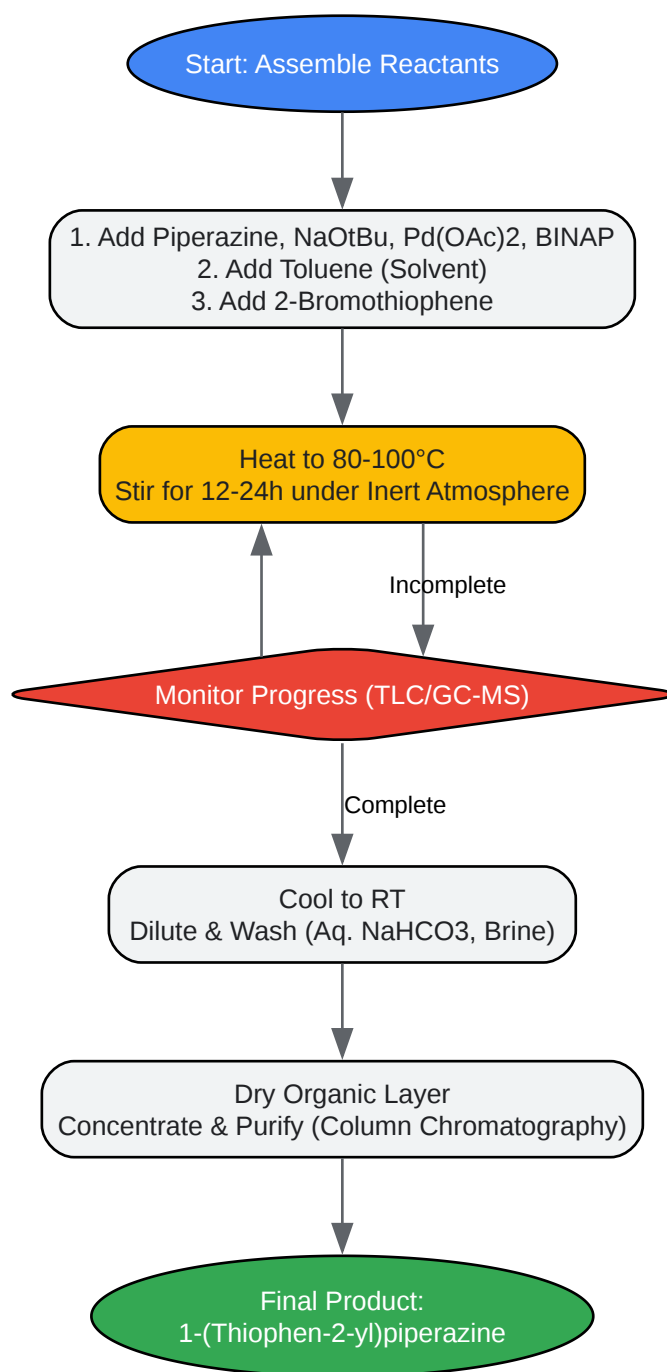 Start: Assemble Reactants
1. Add Piperazine, NaOtBu, Pd(OAc)2, BINAP
2. Add Toluene (Solvent)
3. Add 2-Bromothiophene
Heat to 80-100°C
Stir for 12-24h under Inert Atmosphere
Incomplete
Monitor Progress (TLC/GC-MS)
Complete
Cool to RT
Dilute & Wash (Aq. NaHCO3, Brine)
Dry Organic Layer
Concentrate & Purify (Column Chromatography)
Final Product:
1-(Thiophen-2-yl)piperazine